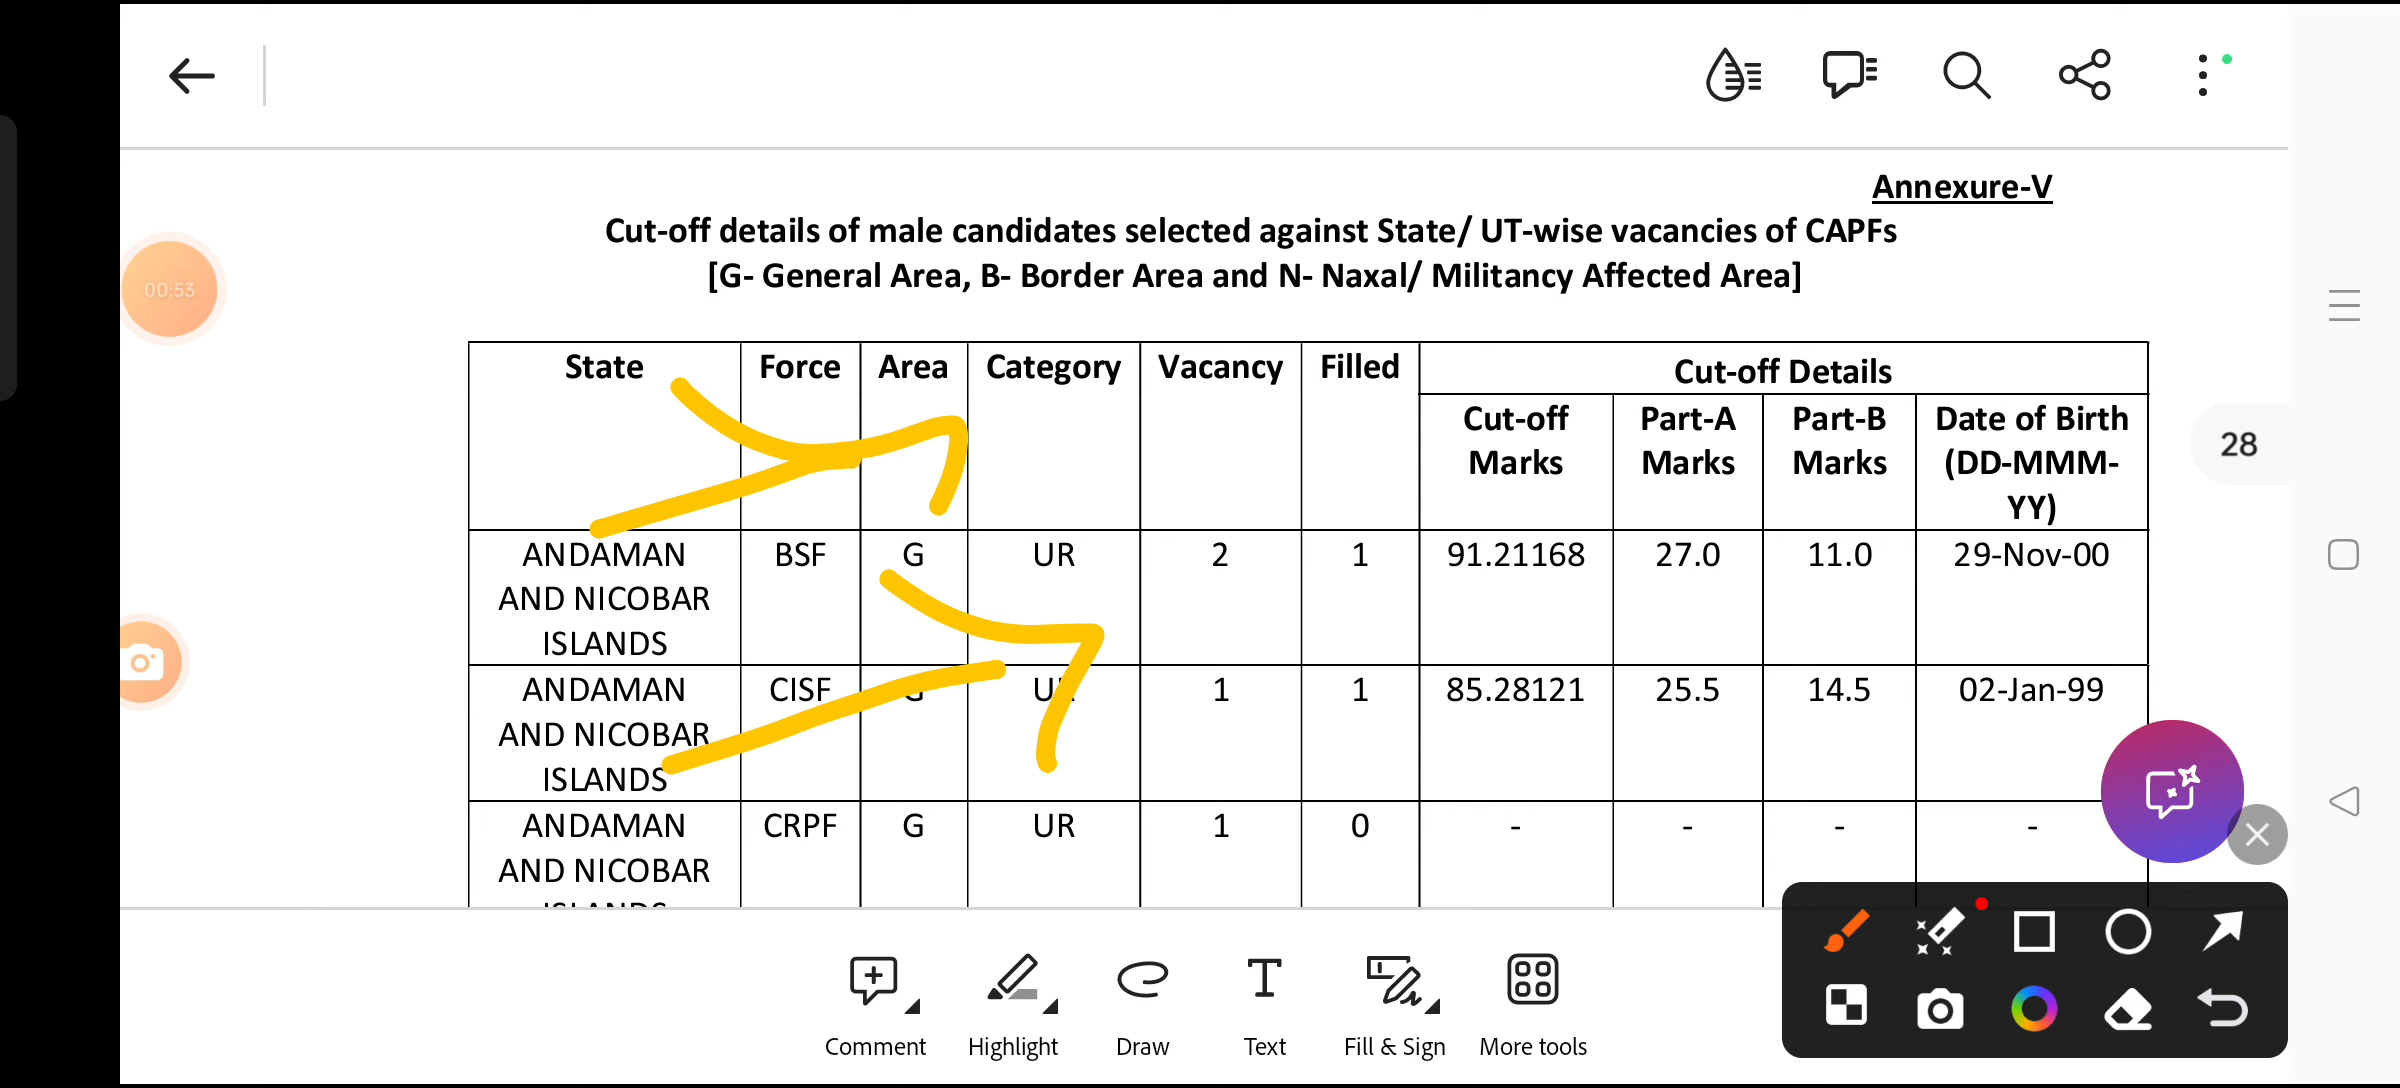 Annexure-V
Cut-off details of male candidates selected against State/ UT-wise vacancies of CAPFs
[G- General Area, B- Border Area and N- Naxal/ Militancy Affected Area]
00:53
28
State Force Area Category Vacancy Filled Cut-off Details
Cut-off Marks Part-A Marks Part-B Marks Date of Birth (DD-MMM-YY)
ANDAMAN AND NICOBAR ISLANDS BSF G UR 2 1 91.21168 27.0 11.0 29-Nov-00
ANDAMAN AND NICOBAR ISLANDS CISF G UR 1 1 85.28121 25.5 14.5 02-Jan-99
ANDAMAN AND NICOBAR ISLANDS CRPF G UR 1 0 - - - -
Comment Highlight Draw Text Fill & Sign More tools